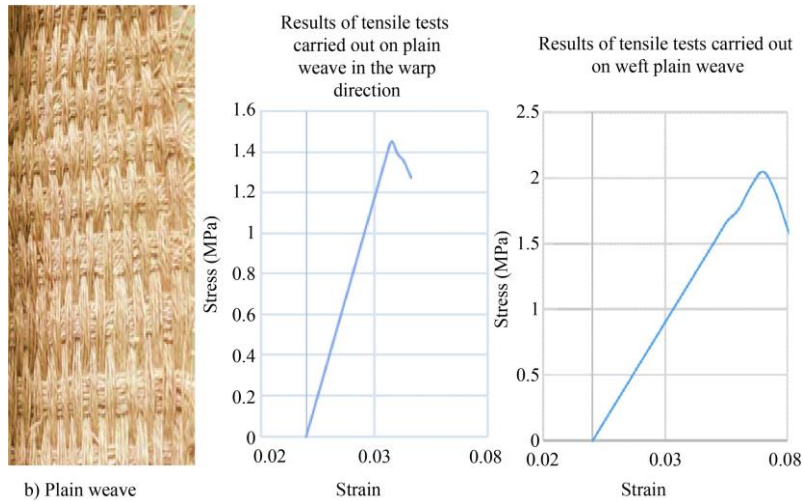 Results of tensile tests
carried out on plain
weave in the warp
direction
1.6
1.4
1.2
1
0.8
0.6
0.4
0.2
0
Stress (MPa)
0.02
0.03
0.08
Strain
Results of tensile tests carried out
on weft plain weave
2.5
2
1.5
1
2.5
0
Stress (MPa)
0.02
0.03
0.08
Strain
b) Plain weave